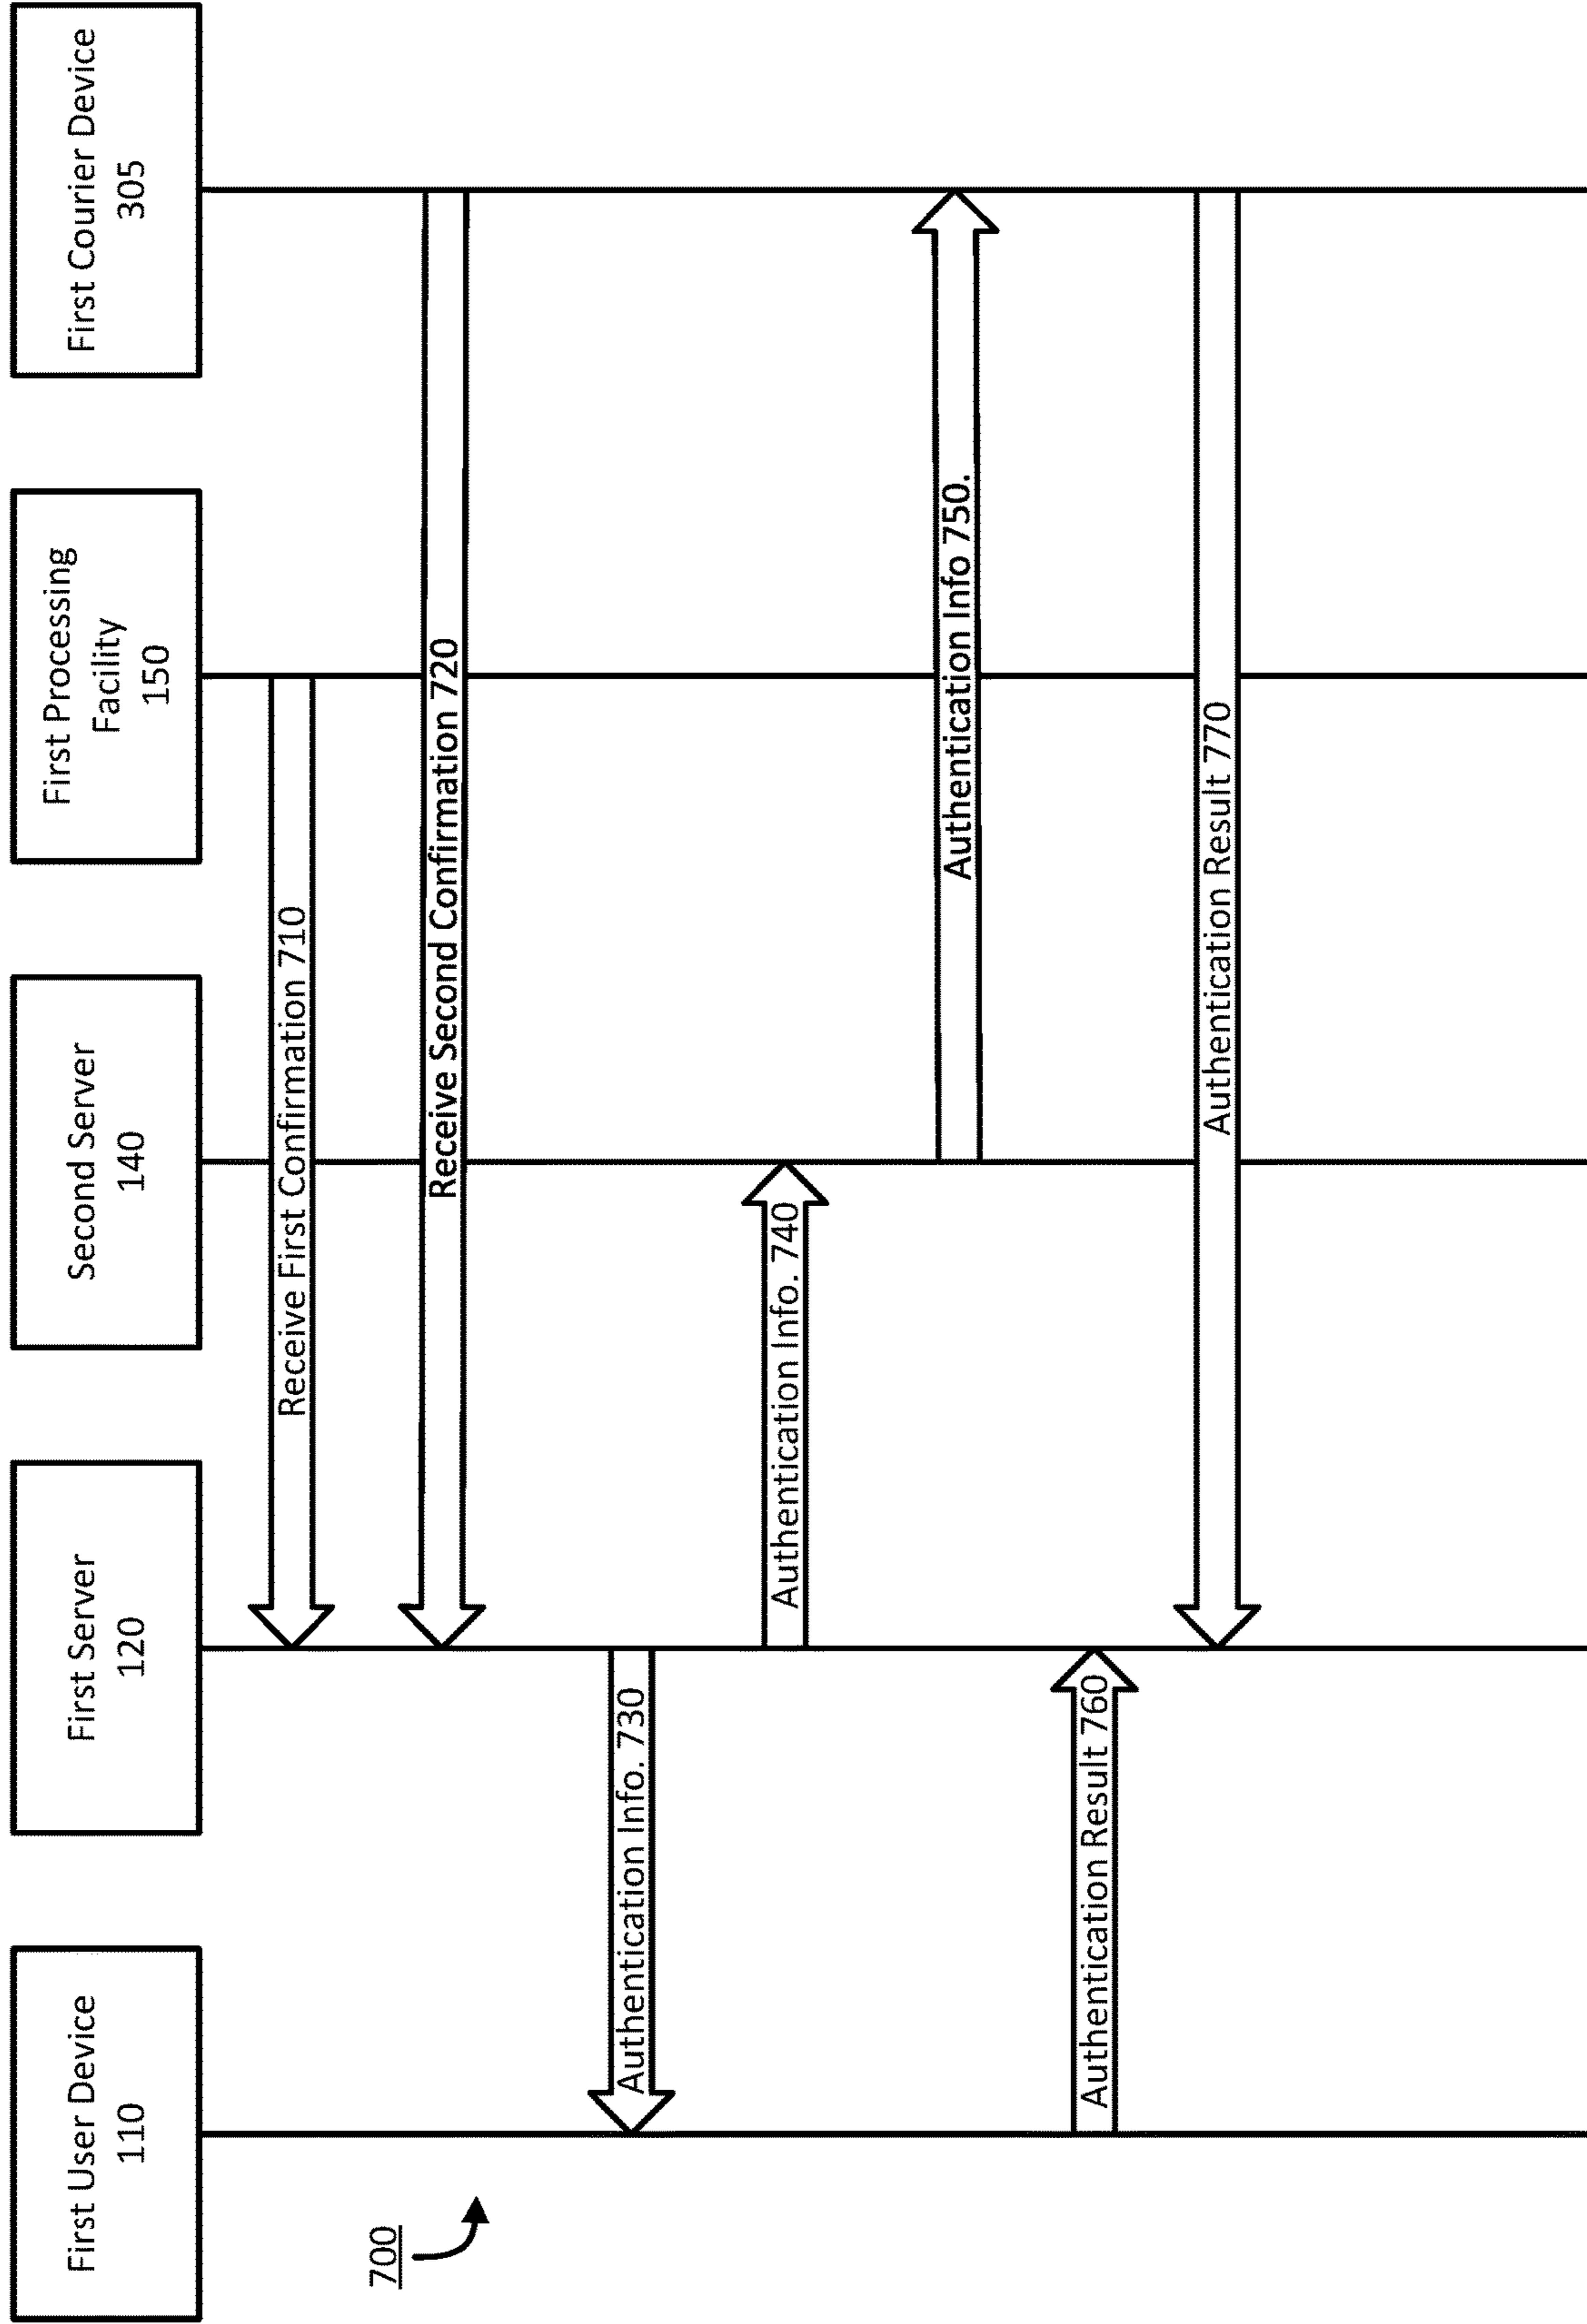 First User Device
110
First Server
120
Second Server
140
First Processing
Facility
150
First Courier Device
305
Receive First Confirmation 710
Receive Second Confirmation 720
Authentication Info. 730
Authentication Info. 740
Authentication Info 750.
Authentication Result 760
Authentication Result 770
700